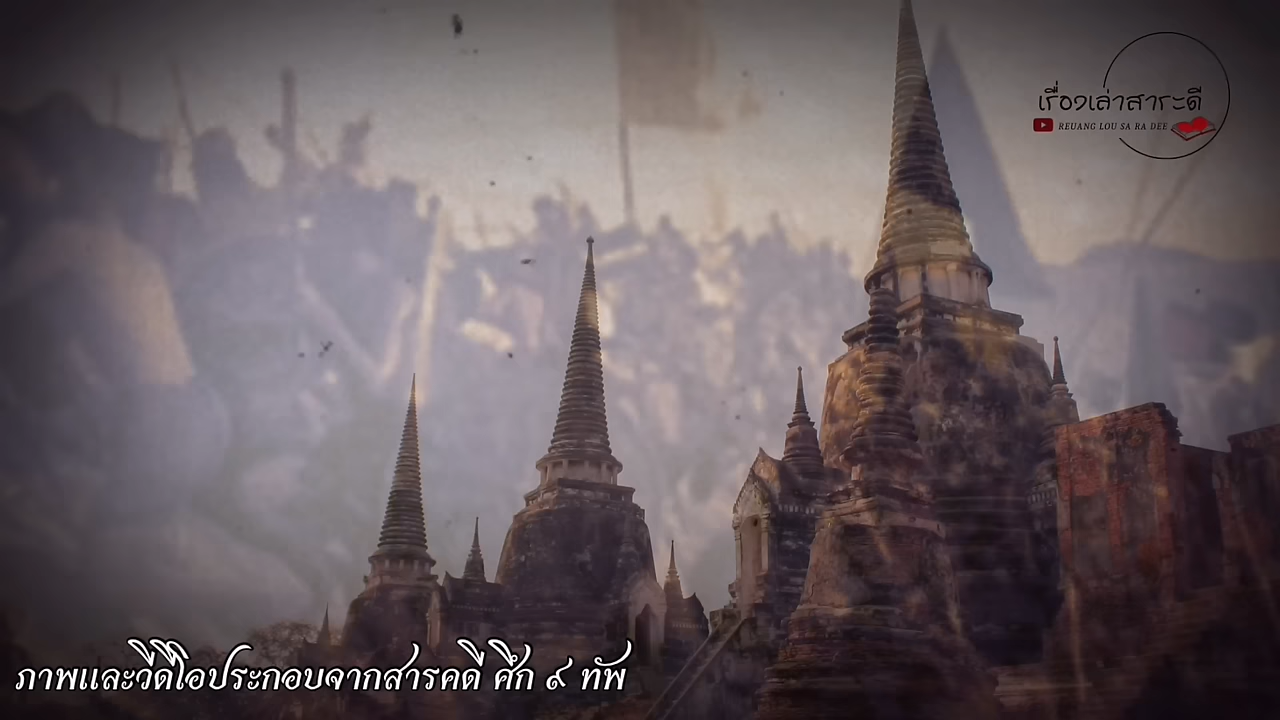 เรื่องเล่าสาระดี
REUANG LOU SA RA DEE
ภาพและวีดีโอประกอบจากสารคดี ศึก ๙ ทัพ